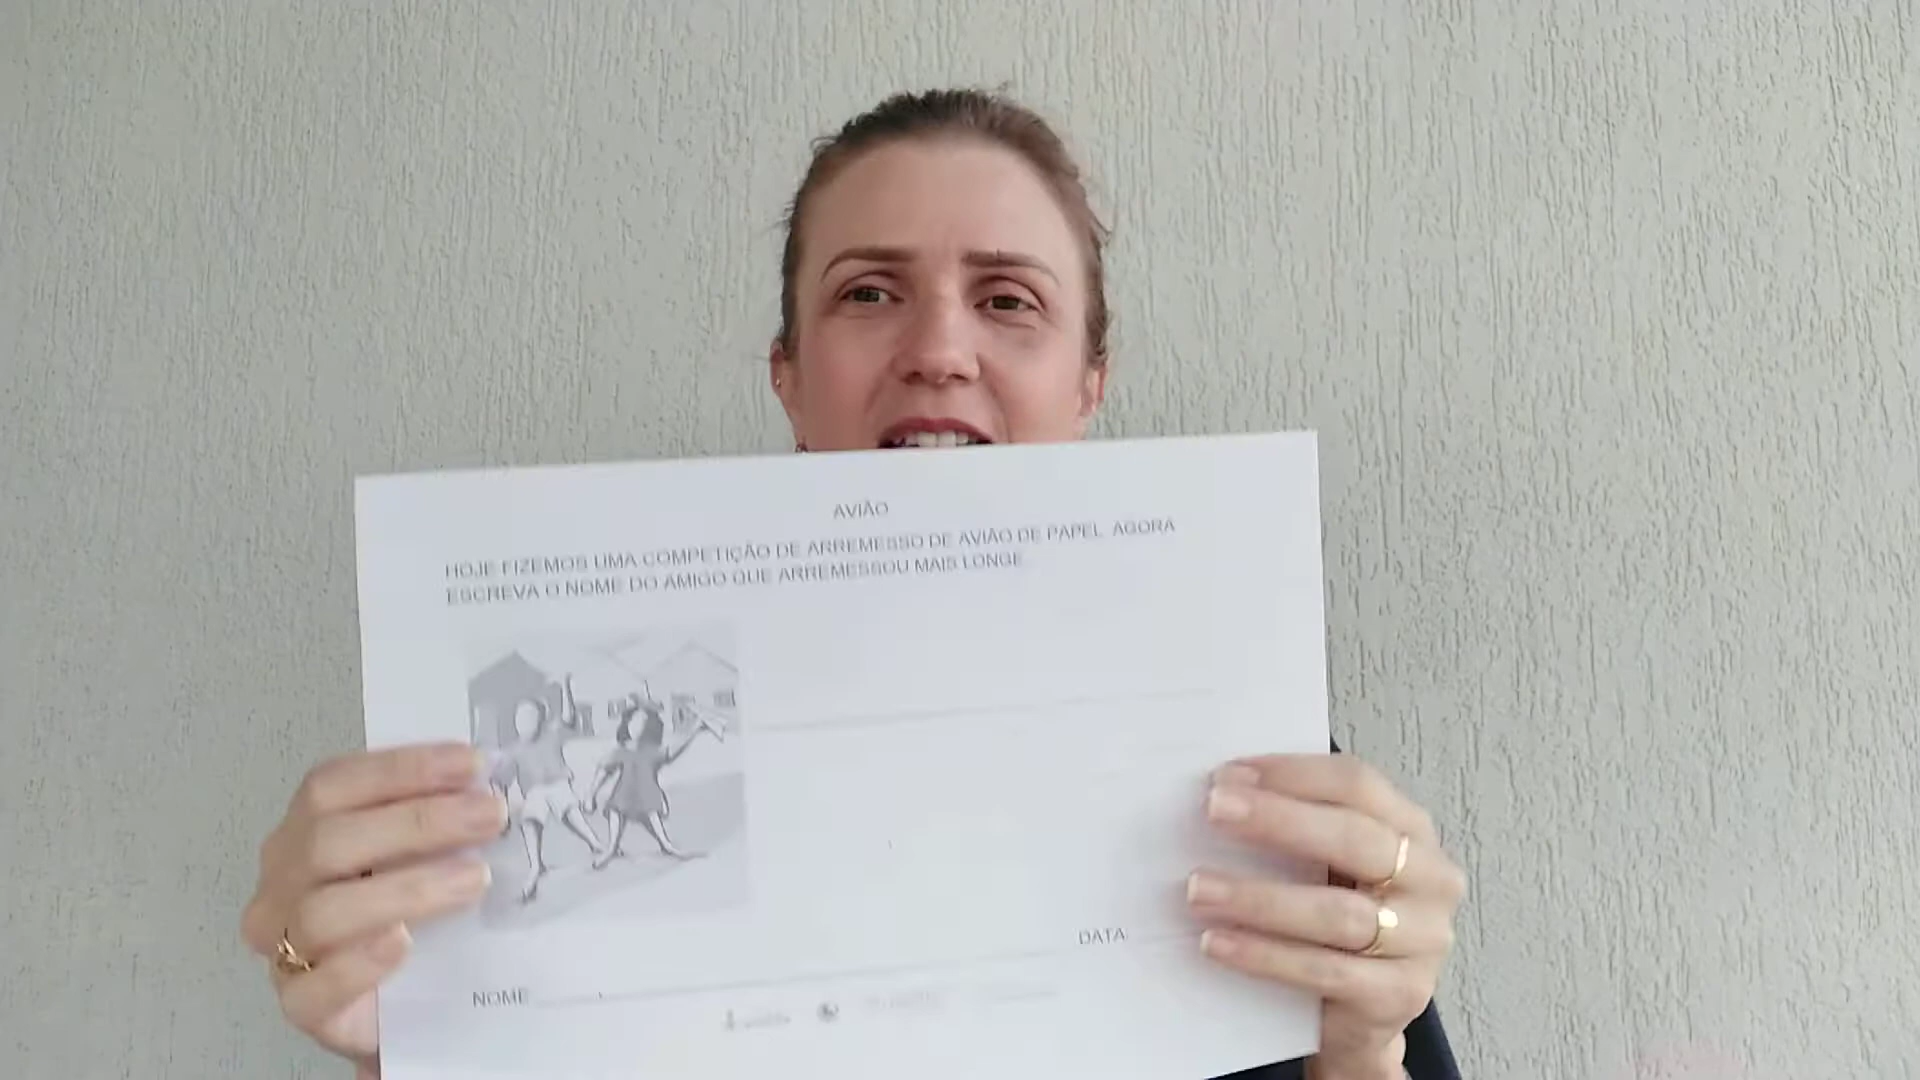 AVIÃO
HOJE FIZEMOS UMA COMPETIÇÃO DE ARREMESSO DE AVIÃO DE PAPEL. AGORA
ESCREVA O NOME DO AMIGO QUE ARREMESSOU MAIS LONGE
DATA
NOME